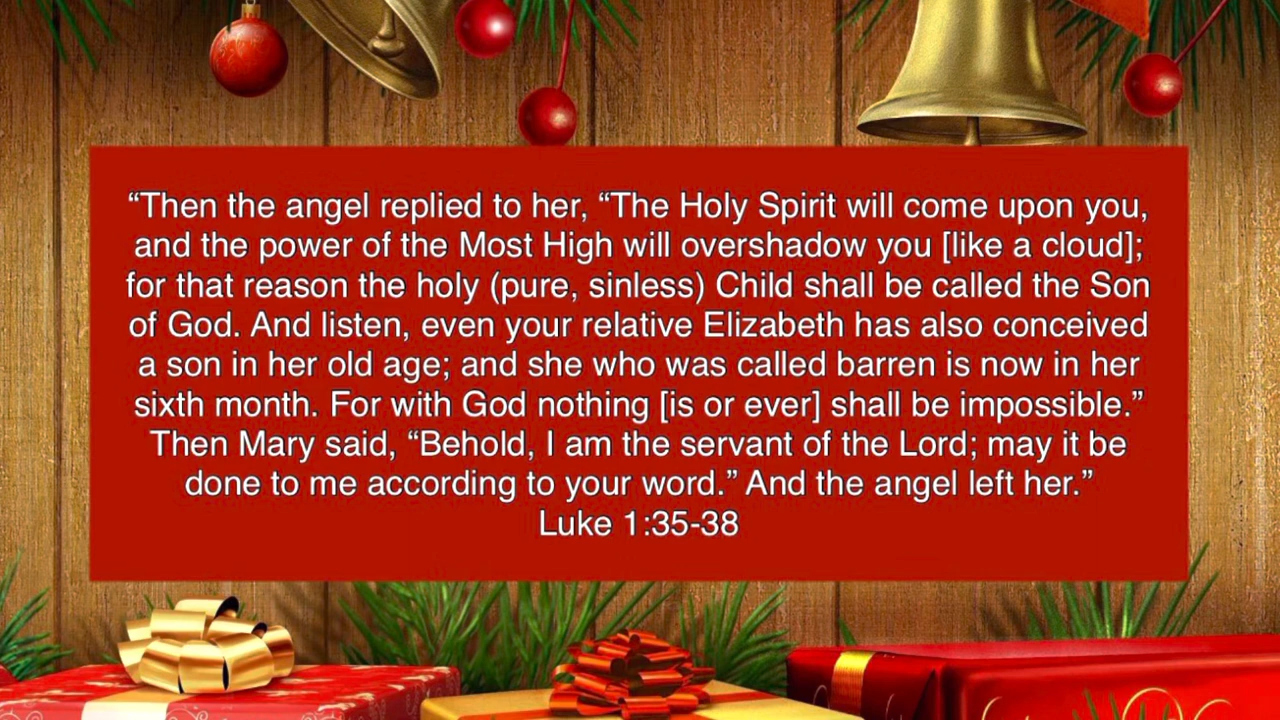 “Then the angel replied to her, “The Holy Spirit will come upon you,
and the power of the Most High will overshadow you [like a cloud];
for that reason the holy (pure, sinless) Child shall be called the Son
of God. And listen, even your relative Elizabeth has also conceived
a son in her old age; and she who was called barren is now in her
sixth month. For with God nothing [is or ever] shall be impossible.”
Then Mary said, “Behold, I am the servant of the Lord; may it be
done to me according to your word.” And the angel left her.”
Luke 1:35-38